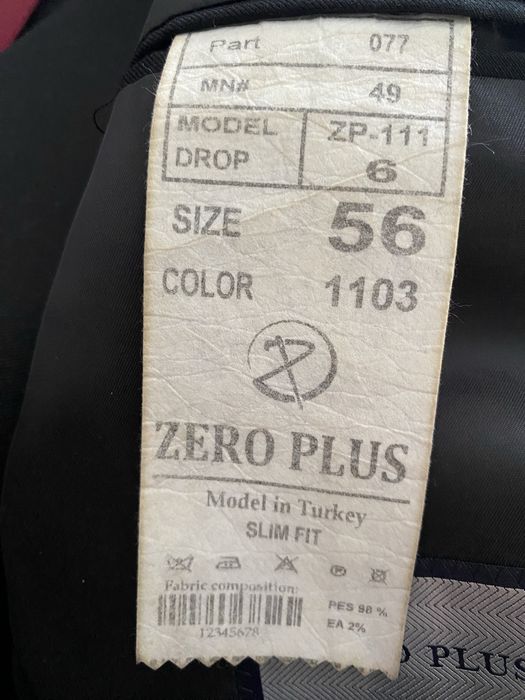 Part 077
MN# 49
MODEL ZP-111
DROP 6
SIZE 56
COLOR 1103
ZERO PLUS
Model in Turkey
SLIM FIT
Fabric composition:
PES 98 %
EA 2%
12345678
O PLUS